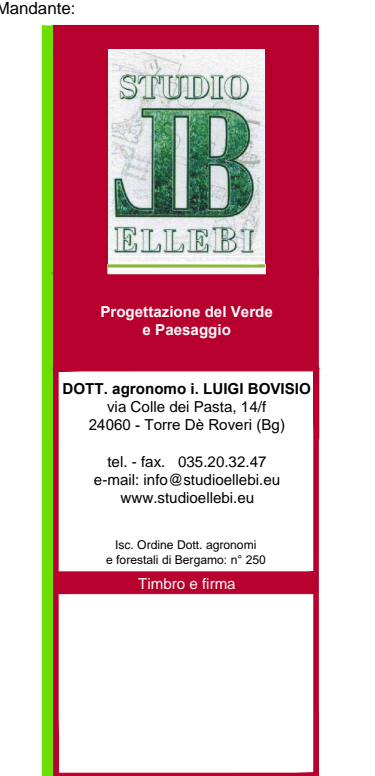 Mandante:
STUDIO
LB
ELLEBI
Progettazione del Verde
e Paesaggio
DOTT. agronomo i. LUIGI BOVISIO
via Colle dei Pasta, 14/f
24060 - Torre Dè Roveri (Bg)
tel. - fax. 035.20.32.47
e-mail: info@studioellebi.eu
www.studioellebi.eu
Isc. Ordine Dott. agronomi
e forestali di Bergamo: n° 250
Timbro e firma